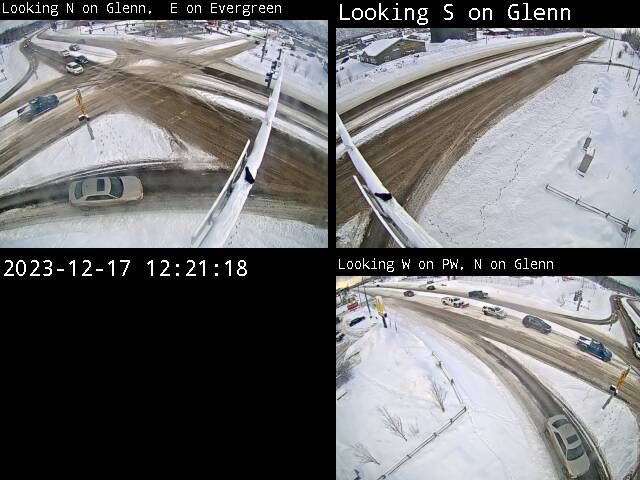 Looking N on Glenn,  E on Evergreen
Looking S on Glenn
2023-12-17 12:21:18
Looking W on PW, N on Glenn